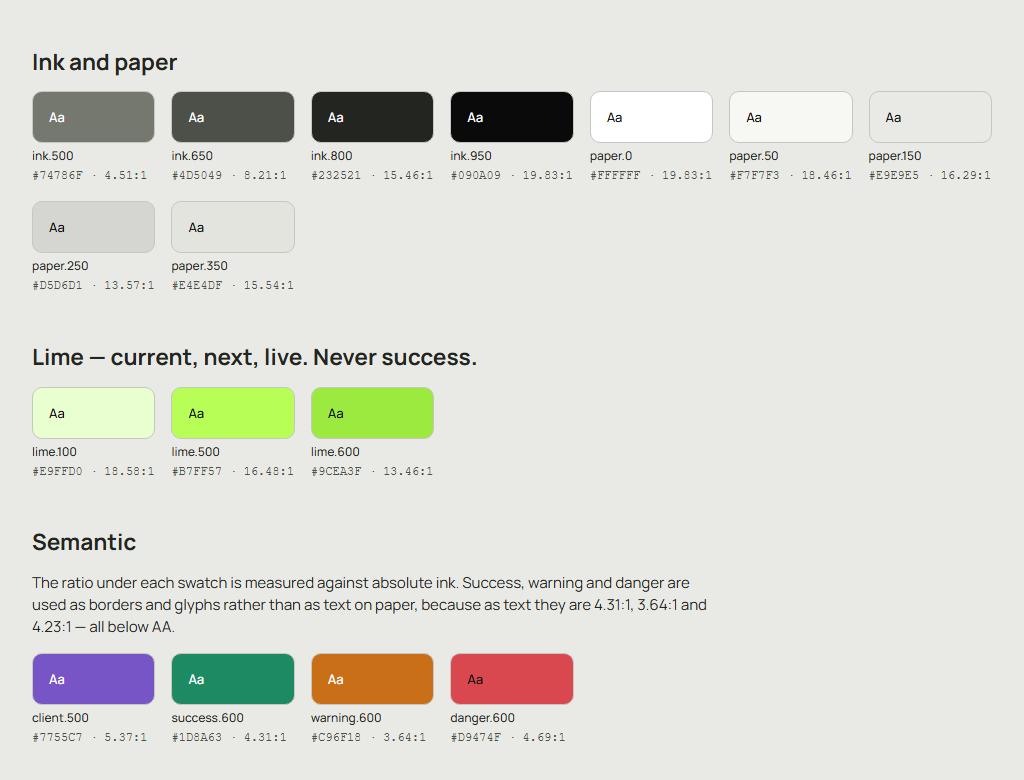 Ink and paper
Aa Aa Aa Aa Aa Aa Aa
ink.500 ink.650 ink.800 ink.950 paper.0 paper.50 paper.150
#74786F · 4.51:1 #4D5049 · 8.21:1 #232521 · 15.46:1 #090A09 · 19.83:1 #FFFFFF · 19.83:1 #F7F7F3 · 18.46:1 #E9E9E5 · 16.29:1
Aa Aa
paper.250 paper.350
#D5D6D1 · 13.57:1 #E4E4DF · 15.54:1
Lime — current, next, live. Never success.
Aa Aa Aa
lime.100 lime.500 lime.600
#E9FFD0 · 18.58:1 #B7FF57 · 16.48:1 #9CEA3F · 13.46:1
Semantic
The ratio under each swatch is measured against absolute ink. Success, warning and danger are
used as borders and glyphs rather than as text on paper, because as text they are 4.31:1, 3.64:1 and
4.23:1 — all below AA.
Aa Aa Aa Aa
client.500 success.600 warning.600 danger.600
#7755C7 · 5.37:1 #1D8A63 · 4.31:1 #C96F18 · 3.64:1 #D9474F · 4.69:1